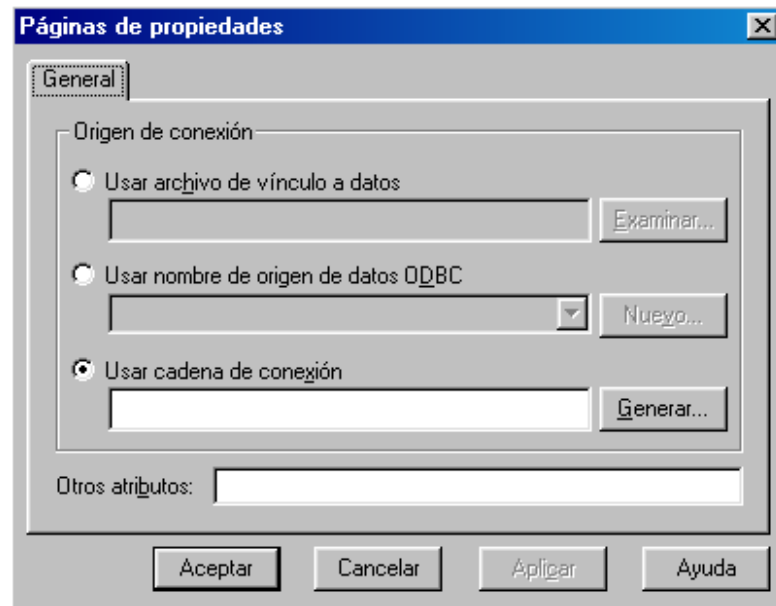 Páginas de propiedades
General
Origen de conexión
Usar archivo de vínculo a datos
Examinar...
Usar nombre de origen de datos ODBC
Nuevo...
Usar cadena de conexión
Generar...
Otros atributos:
Aceptar Cancelar Aplicar Ayuda